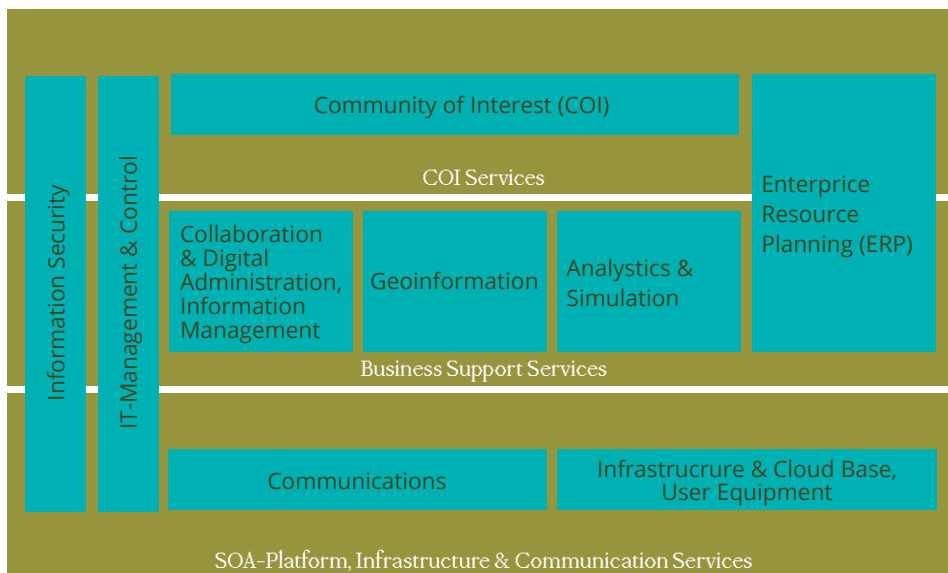 Information Security
IT-Management & Control
Community of Interest (COI)
COI Services
Enterprice
Resource
Planning (ERP)
Collaboration
& Digital
Administration,
Information
Management
Geoinformation
Analystics &
Simulation
Business Support Services
Communications
Infrastrucrure & Cloud Base,
User Equipment
SOA-Platform, Infrastructure & Communication Services